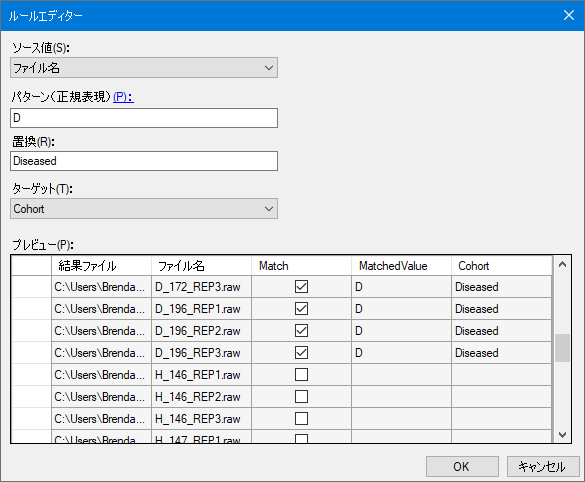 ルールエディター
ソース値(S):
ファイル名
パターン（正規表現）(P):
D
置換(R):
Diseased
ターゲット(T):
Cohort
プレビュー(P):
結果ファイル ファイル名 Match MatchedValue Cohort
C:\Users\Brenda... D_172_REP3.raw D Diseased
C:\Users\Brenda... D_196_REP1.raw D Diseased
C:\Users\Brenda... D_196_REP2.raw D Diseased
C:\Users\Brenda... D_196_REP3.raw D Diseased
C:\Users\Brenda... H_146_REP1.raw
C:\Users\Brenda... H_146_REP2.raw
C:\Users\Brenda... H_146_REP3.raw
C:\Users\Brenda... H_147_REP1.raw
OK キャンセル